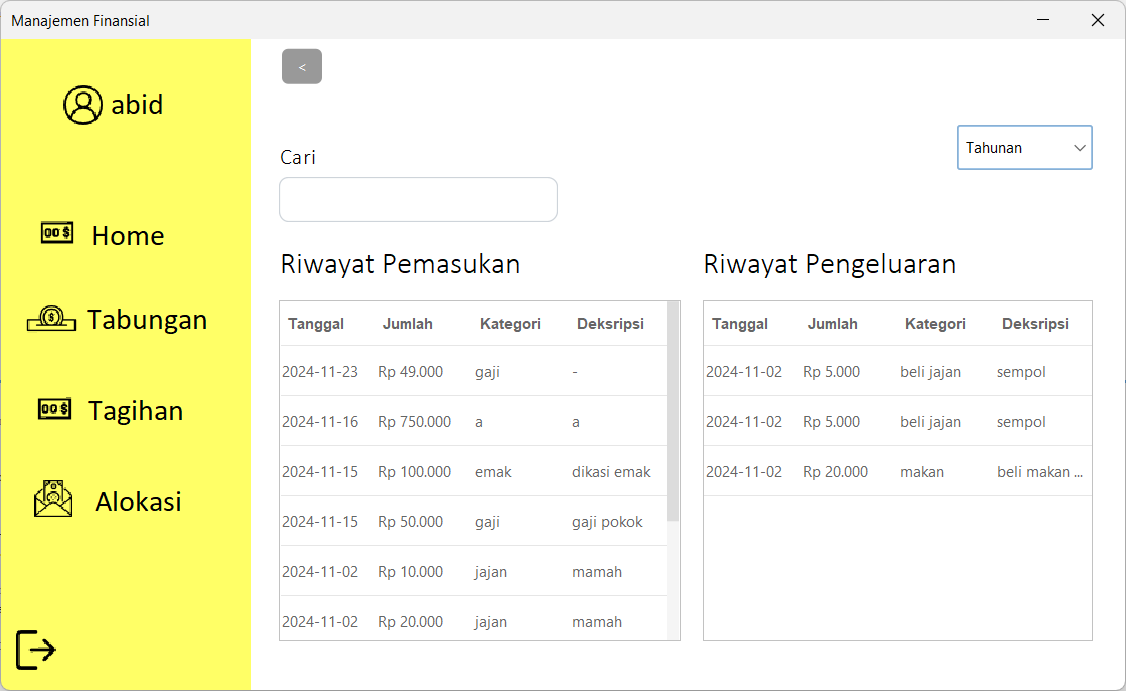 Manajemen Finansial
abid
Home
Tabungan
Tagihan
Alokasi
<
Tahunan
Cari
Riwayat Pemasukan
Tanggal Jumlah Kategori Deksripsi
2024-11-23 Rp 49.000 gaji -
2024-11-16 Rp 750.000 a a
2024-11-15 Rp 100.000 emak dikasi emak
2024-11-15 Rp 50.000 gaji gaji pokok
2024-11-02 Rp 10.000 jajan mamah
2024-11-02 Rp 20.000 jajan mamah
Riwayat Pengeluaran
Tanggal Jumlah Kategori Deksripsi
2024-11-02 Rp 5.000 beli jajan sempol
2024-11-02 Rp 5.000 beli jajan sempol
2024-11-02 Rp 20.000 makan beli makan ...